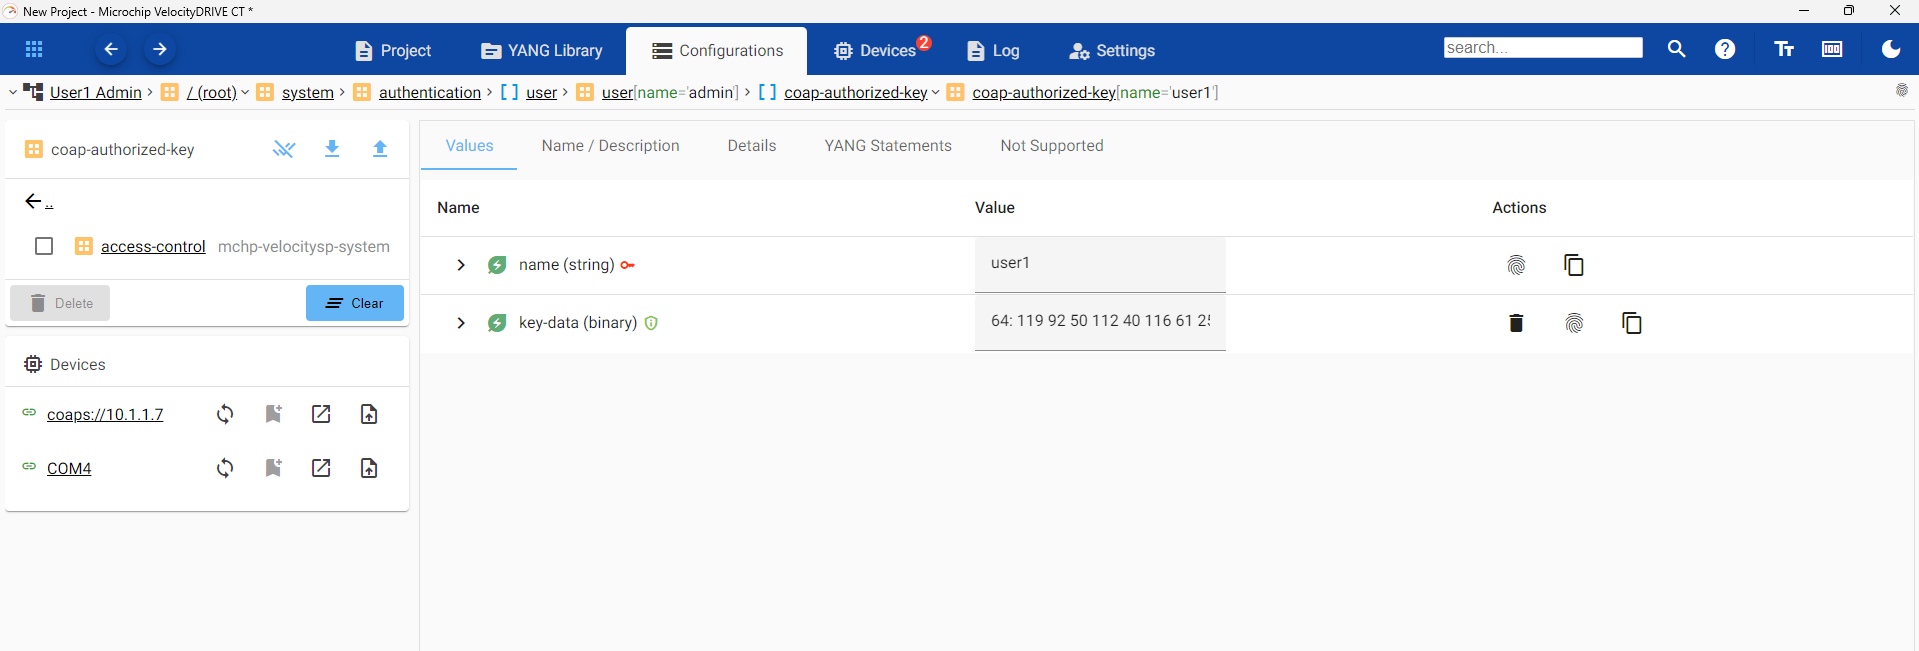 New Project - Microchip VelocityDRIVE CT *
Project YANG Library Configurations Devices 2 Log Settings search...
User1 Admin > / (root) system > authentication > [ ] user > user[name='admin'] > [ ] coap-authorized-key coap-authorized-key[name='user1']
coap-authorized-key
..
access-control mchp-velocitysp-system
Delete Clear
Devices
coaps://10.1.1.7
COM4
Values Name / Description Details YANG Statements Not Supported
Name Value Actions
name (string) user1
key-data (binary) 64: 119 92 50 112 40 116 61 25